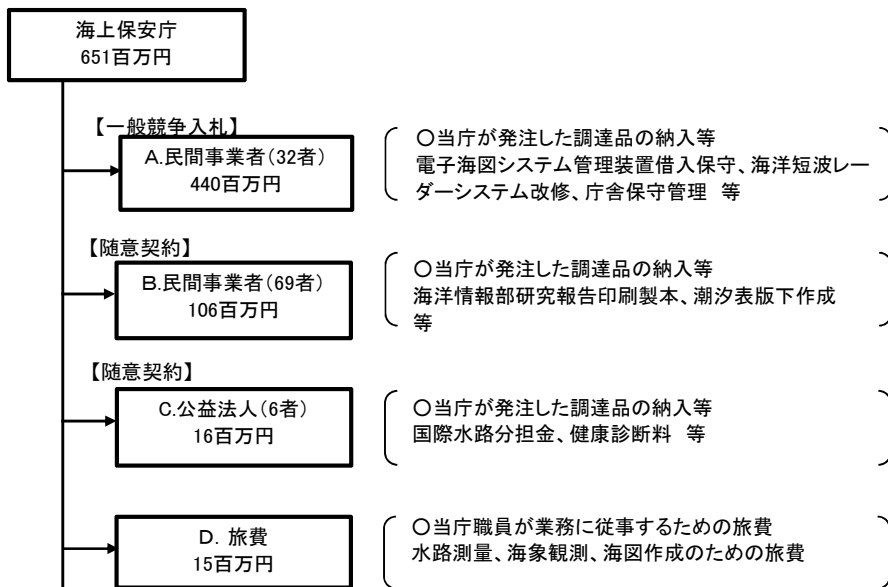 海上保安庁
651百万円
【一般競争入札】
A.民間事業者(32者)
440百万円
○当庁が発注した調達品の納入等
電子海図システム管理装置借入保守、海洋短波レー
ダーシステム改修、庁舎保守管理 等
【随意契約】
B.民間事業者(69者)
106百万円
○当庁が発注した調達品の納入等
海洋情報部研究報告印刷製本、潮汐表版下作成
等
【随意契約】
C.公益法人(6者)
16百万円
○当庁が発注した調達品の納入等
国際水路分担金、健康診断料 等
D. 旅費
15百万円
○当庁職員が業務に従事するための旅費
水路測量、海象観測、海図作成のための旅費